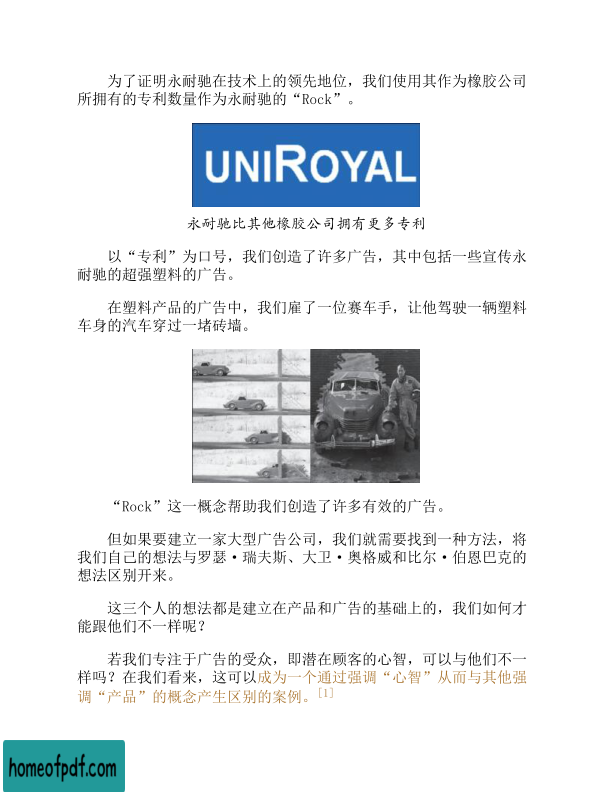 为了证明永耐驰在技术上的领先地位，我们使用其作为橡胶公司
所拥有的专利数量作为永耐驰的“Rock”。
UNIROYAL
永耐驰比其他橡胶公司拥有更多专利
以“专利”为口号，我们创造了许多广告，其中包括一些宣传永
耐驰的超强塑料的广告。
在塑料产品的广告中，我们雇了一位赛车手，让他驾驶一辆塑料
车身的汽车穿过一堵砖墙。
“Rock”这一概念帮助我们创造了许多有效的广告。
但如果要建立一家大型广告公司，我们就需要找到一种方法，将
我们自己的想法与罗瑟·瑞夫斯、大卫·奥格威和比尔·伯恩巴克的
想法区别开来。
这三个人的想法都是建立在产品和广告的基础上的，我们如何才
能跟他们不一样呢？
若我们专注于广告的受众，即潜在顾客的心智，可以与他们不一
样吗？在我们看来，这可以成为一个通过强调“心智”从而与其他强
调“产品”的概念产生区别的案例。[1]
homeofpdf.com